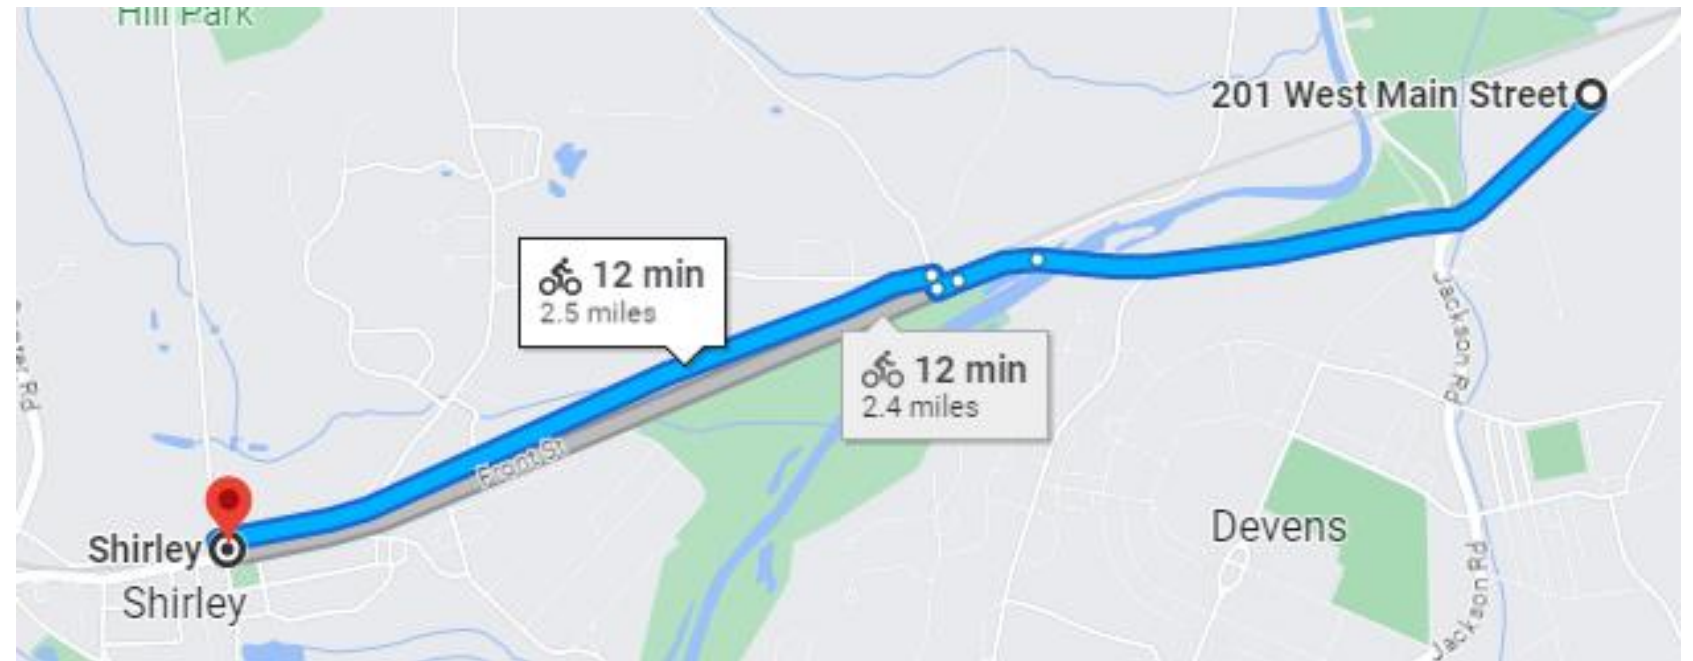 Hill Park
201 West Main Street
12 min
2.5 miles
12 min
2.4 miles
Jackson Rd
Front St
Devens
Shirley
Shirley
Jackson Rd